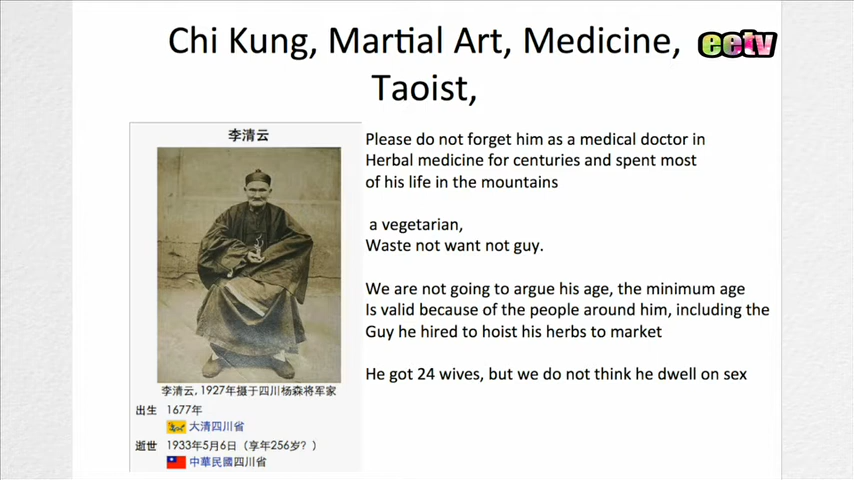 Chi Kung, Martial Art, Medicine,
Taoist,
eetv
李清云
李清云, 1927年摄于四川杨森将军家
出生 1677年
大清四川省
逝世 1933年5月6日（享年256岁？）
中華民國四川省
Please do not forget him as a medical doctor in
Herbal medicine for centuries and spent most
of his life in the mountains
a vegetarian,
Waste not want not guy.
We are not going to argue his age, the minimum age
Is valid because of the people around him, including the
Guy he hired to hoist his herbs to market
He got 24 wives, but we do not think he dwell on sex